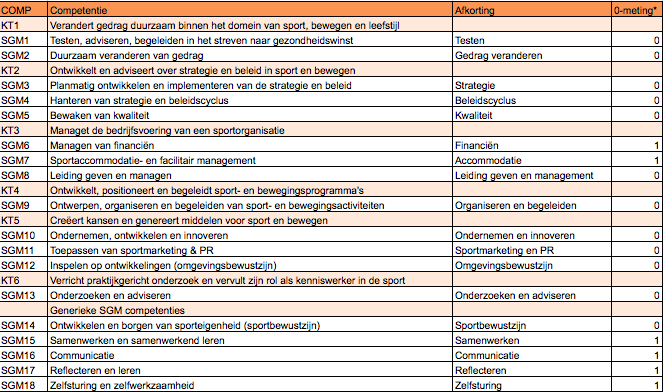 COMP Competentie Afkorting 0-meting*
KT1 Verandert gedrag duurzaam binnen het domein van sport, bewegen en leefstijl
SGM1 Testen, adviseren, begeleiden in het streven naar gezondheidswinst Testen 0
SGM2 Duurzaam veranderen van gedrag Gedrag veranderen 0
KT2 Ontwikkelt en adviseert over strategie en beleid in sport en bewegen
SGM3 Planmatig ontwikkelen en implementeren van de strategie en beleid Strategie 0
SGM4 Hanteren van strategie en beleidscyclus Beleidscyclus 0
SGM5 Bewaken van kwaliteit Kwaliteit 0
KT3 Managet de bedrijfsvoering van een sportorganisatie
SGM6 Managen van financiën Financiën 1
SGM7 Sportaccommodatie- en facilitair management Accommodatie 1
SGM8 Leiding geven en managen Leiding geven en management 0
KT4 Ontwikkelt, positioneert en begeleidt sport- en bewegingsprogramma's
SGM9 Ontwerpen, organiseren en begeleiden van sport- en bewegingsactiviteiten Organiseren en begeleiden 0
KT5 Creëert kansen en genereert middelen voor sport en bewegen
SGM10 Ondernemen, ontwikkelen en innoveren Ondernemen en innoveren 0
SGM11 Toepassen van sportmarketing & PR Sportmarketing en PR 0
SGM12 Inspelen op ontwikkelingen (omgevingsbewustzijn) Omgevingsbewustzijn 0
KT6 Verricht praktijkgericht onderzoek en vervult zijn rol als kenniswerker in de sport
SGM13 Onderzoeken en adviseren Onderzoeken en adviseren 0
Generieke SGM competenties
SGM14 Ontwikkelen en borgen van sporteigenheid (sportbewustzijn) Sportbewustzijn 0
SGM15 Samenwerken en samenwerkend leren Samenwerken 1
SGM16 Communicatie Communicatie 1
SGM17 Reflecteren en leren Reflecteren 1
SGM18 Zelfsturing en zelfwerkzaamheid Zelfsturing 1